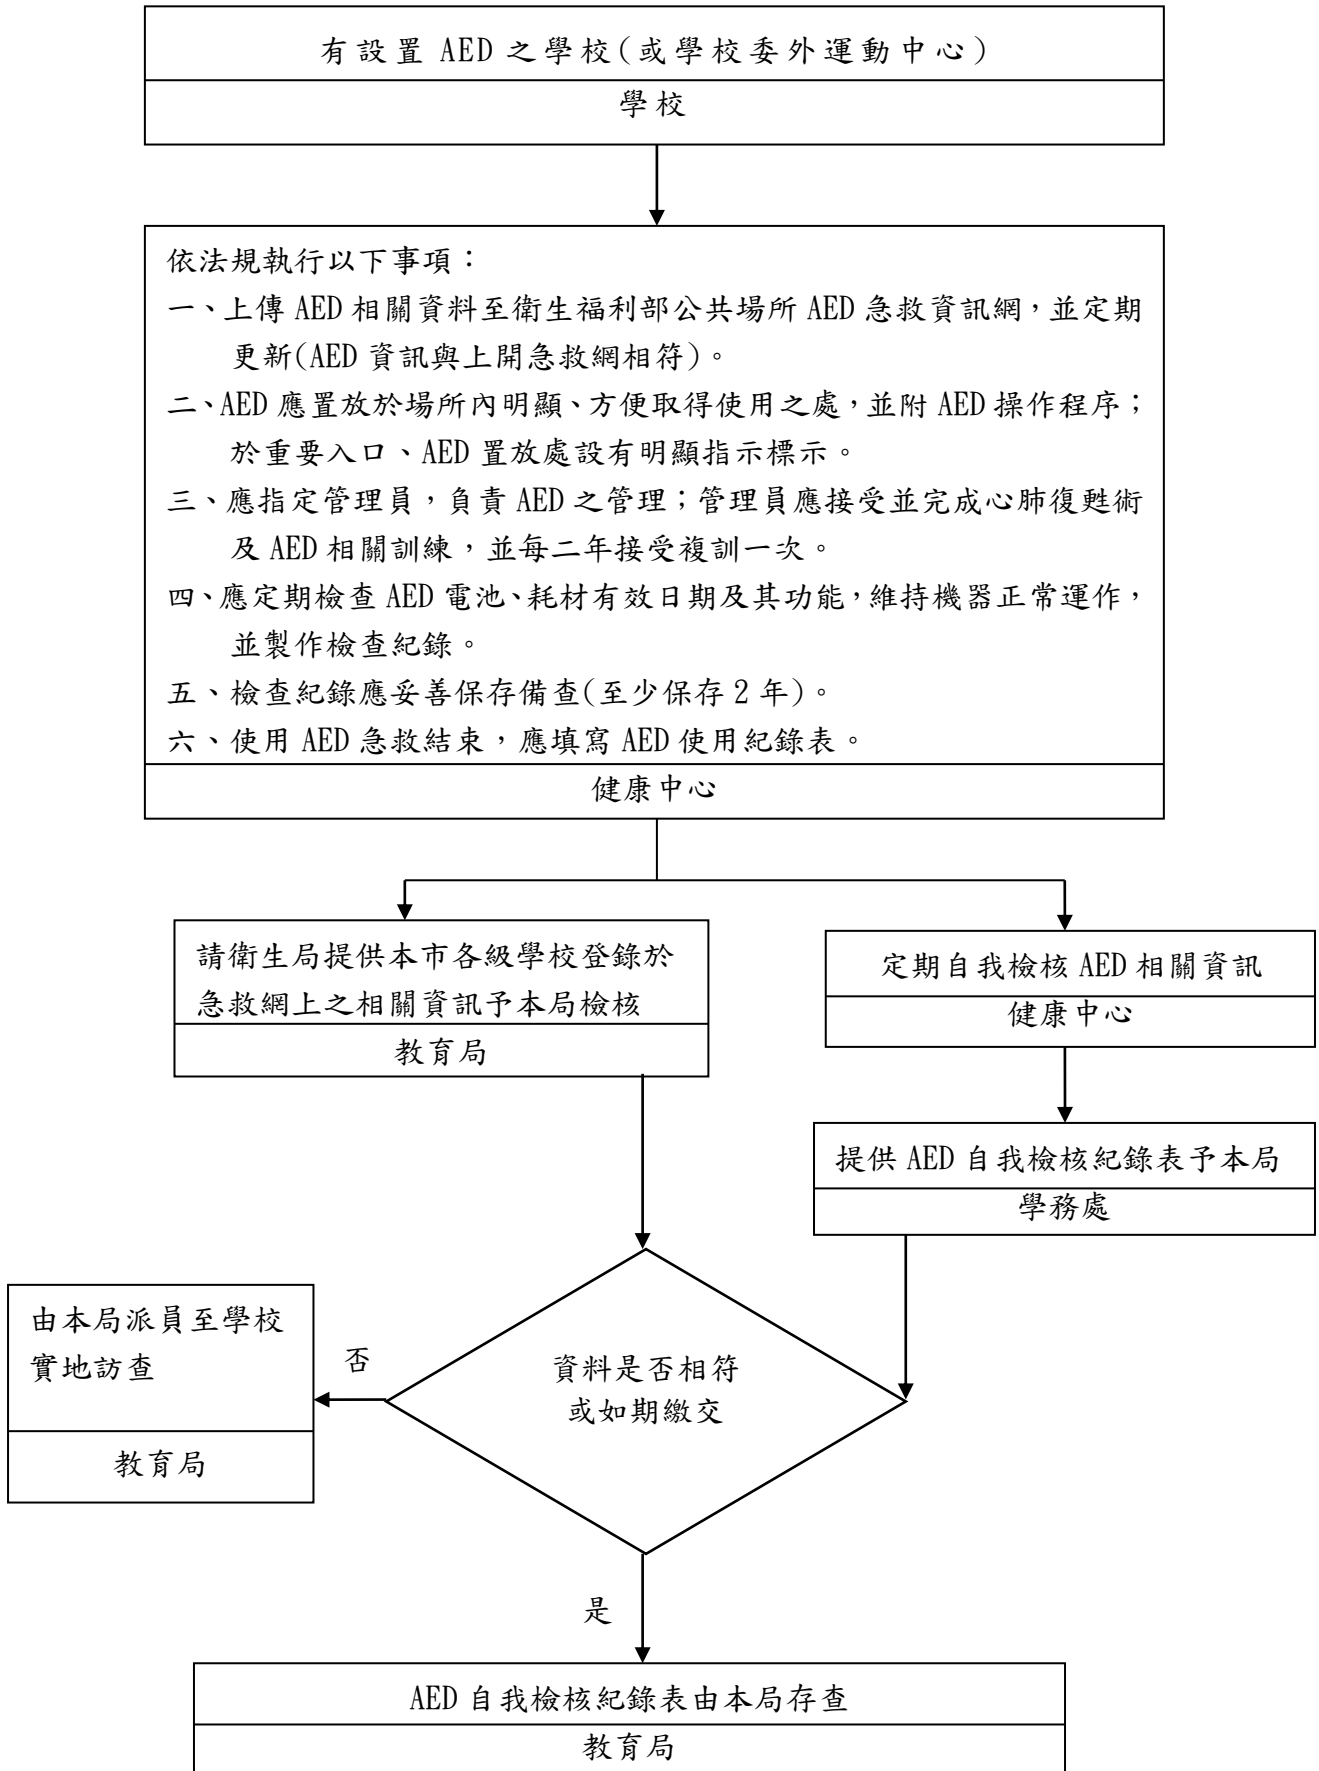 有設置 AED 之學校(或學校委外運動中心)
學校
依法規執行以下事項：
一、上傳 AED 相關資料至衛生福利部公共場所 AED 急救資訊網，並定期
更新(AED 資訊與上開急救網相符)。
二、AED 應置放於場所內明顯、方便取得使用之處，並附 AED 操作程序；
於重要入口、AED 置放處設有明顯指示標示。
三、應指定管理員，負責 AED 之管理；管理員應接受並完成心肺復甦術
及 AED 相關訓練，並每二年接受複訓一次。
四、應定期檢查 AED 電池、耗材有效日期及其功能，維持機器正常運作，
並製作檢查紀錄。
五、檢查紀錄應妥善保存備查(至少保存 2 年)。
六、使用 AED 急救結束，應填寫 AED 使用紀錄表。
健康中心
請衛生局提供本市各級學校登錄於
急救網上之相關資訊予本局檢核
教育局
定期自我檢核 AED 相關資訊
健康中心
提供 AED 自我檢核紀錄表予本局
學務處
由本局派員至學校
實地訪查
教育局
否
資料是否相符
或如期繳交
是
AED 自我檢核紀錄表由本局存查
教育局